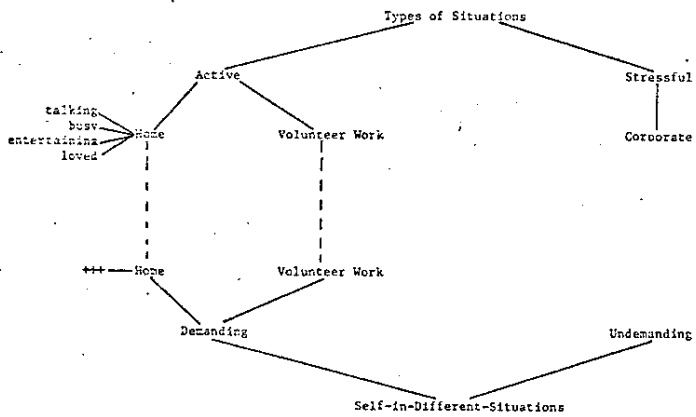 Types of Situations
Active
Stressful
talking
busy
entertaining
loved
Home
Volunteer Work
Corporate
+++
Home
Volunteer Work
Demanding
Undemanding
Self-in-Different-Situations